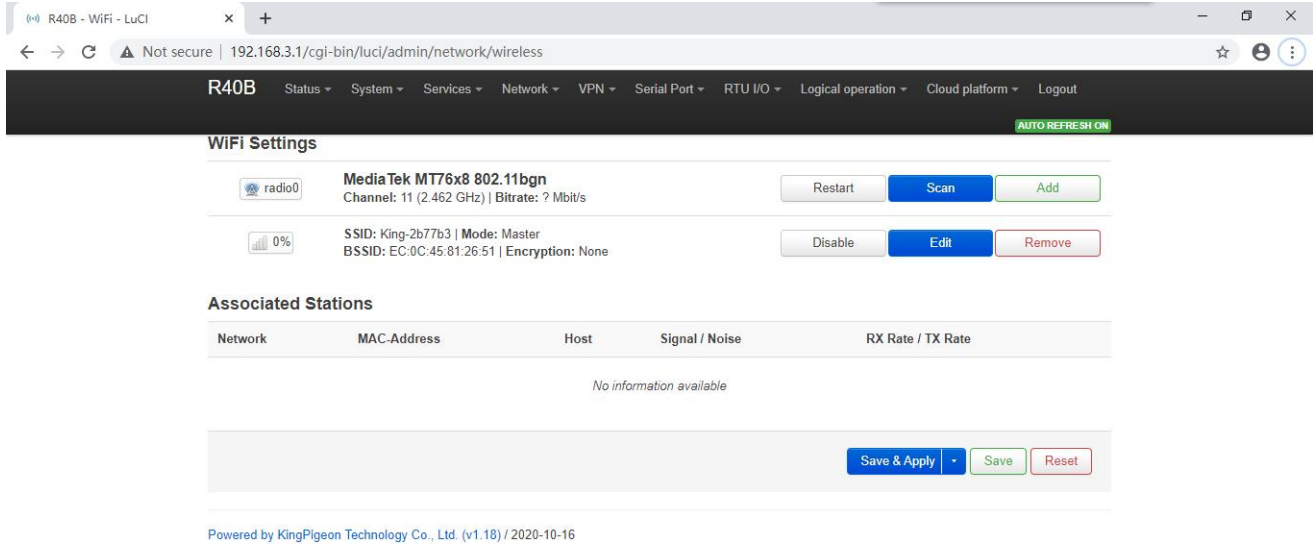 R40B - WiFi - LuCI
Not secure | 192.168.3.1/cgi-bin/luci/admin/network/wireless
R40B Status System Services Network VPN Serial Port RTU I/O Logical operation Cloud platform Logout
AUTO REFRESH ON
WiFi Settings
radio0 MediaTek MT76x8 802.11bgn Restart Scan Add
Channel: 11 (2.462 GHz) | Bitrate: ? Mbit/s
0% SSID: King-2b77b3 | Mode: Master Disable Edit Remove
BSSID: EC:0C:45:81:26:51 | Encryption: None
Associated Stations
Network MAC-Address Host Signal / Noise RX Rate / TX Rate
No information available
Save & Apply Save Reset
Powered by KingPigeon Technology Co., Ltd. (v1.18) / 2020-10-16